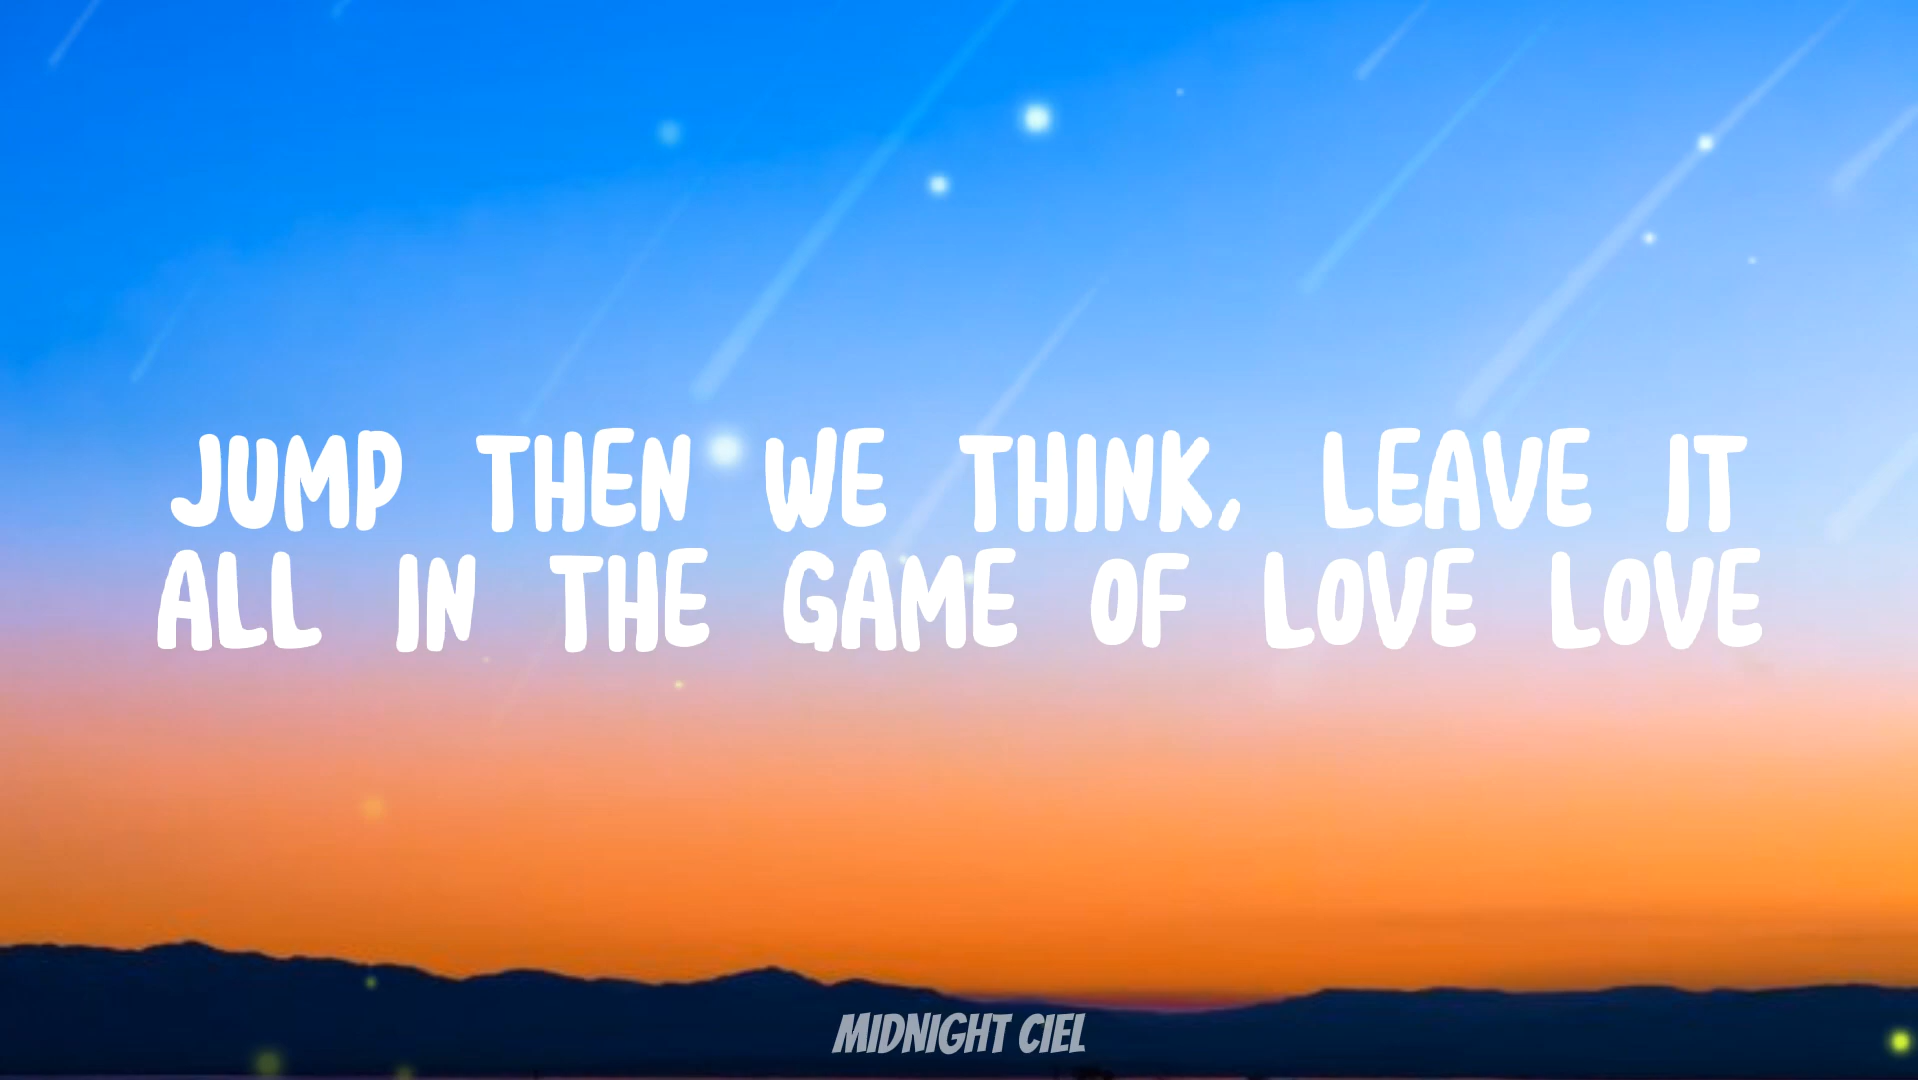 JUMP THEN WE THINK, LEAVE IT
ALL IN THE GAME OF LOVE LOVE
MIDNIGHT CIEL